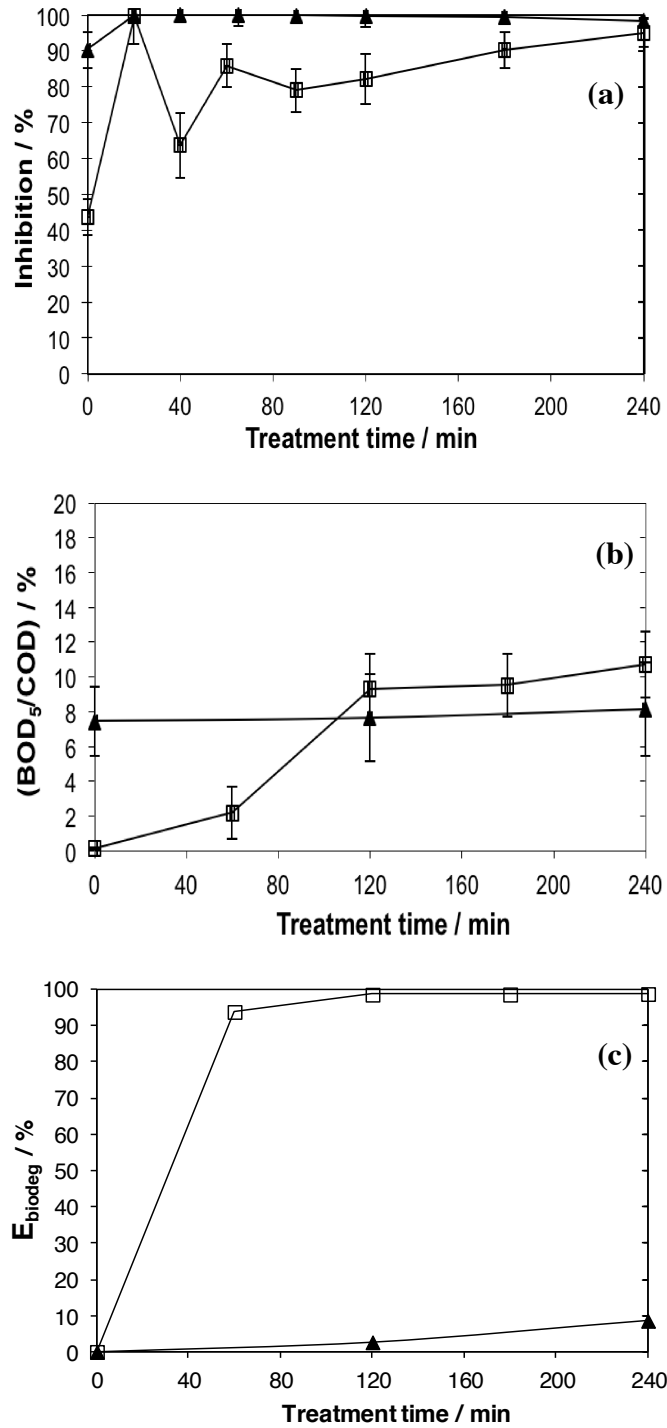 100
90
80
70
60
50
40
30
20
10
0
Inhibition / %
(a)
0 40 80 120 160 200 240
Treatment time / min
20
18
16
14
12
10
8
6
4
2
0
(BOD5/COD) / %
(b)
0 40 80 120 160 200 240
Treatment time / min
100
90
80
70
60
50
40
30
20
10
0
Ebiodeg / %
(c)
0 40 80 120 160 200 240
Treatment time / min